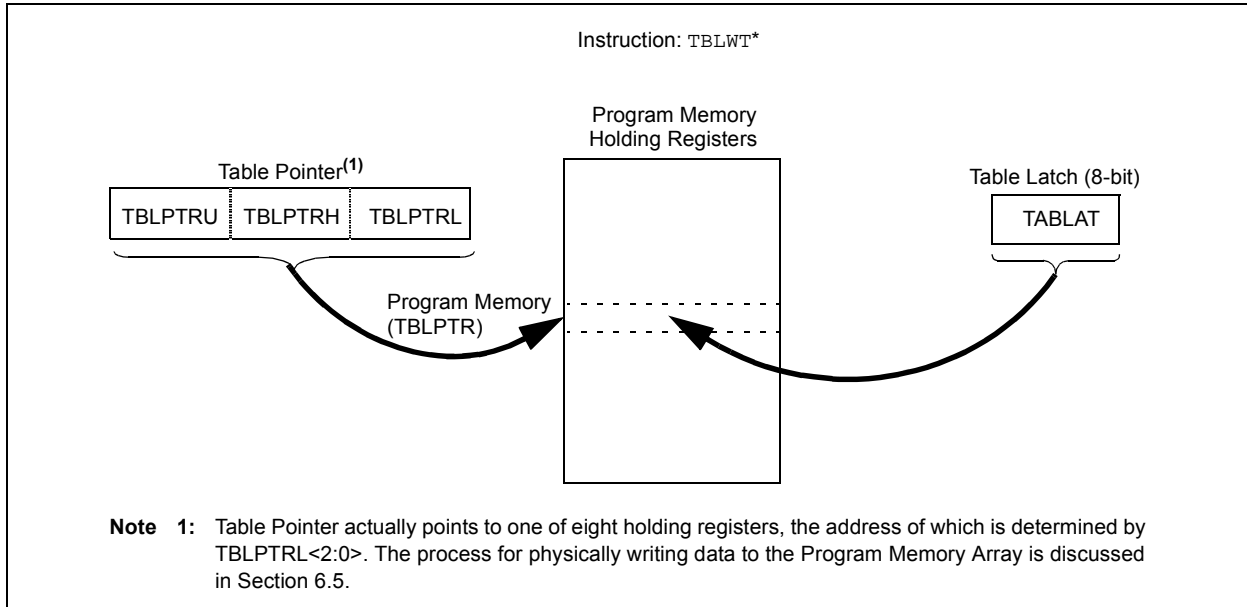 Instruction: TBLWT*
Program Memory
Holding Registers
Table Pointer(1)
Table Latch (8-bit)
TBLPTRU TBLPTRH TBLPTRL
TABLAT
Program Memory
(TBLPTR)
Note 1: Table Pointer actually points to one of eight holding registers, the address of which is determined by
TBLPTRL<2:0>. The process for physically writing data to the Program Memory Array is discussed
in Section 6.5.